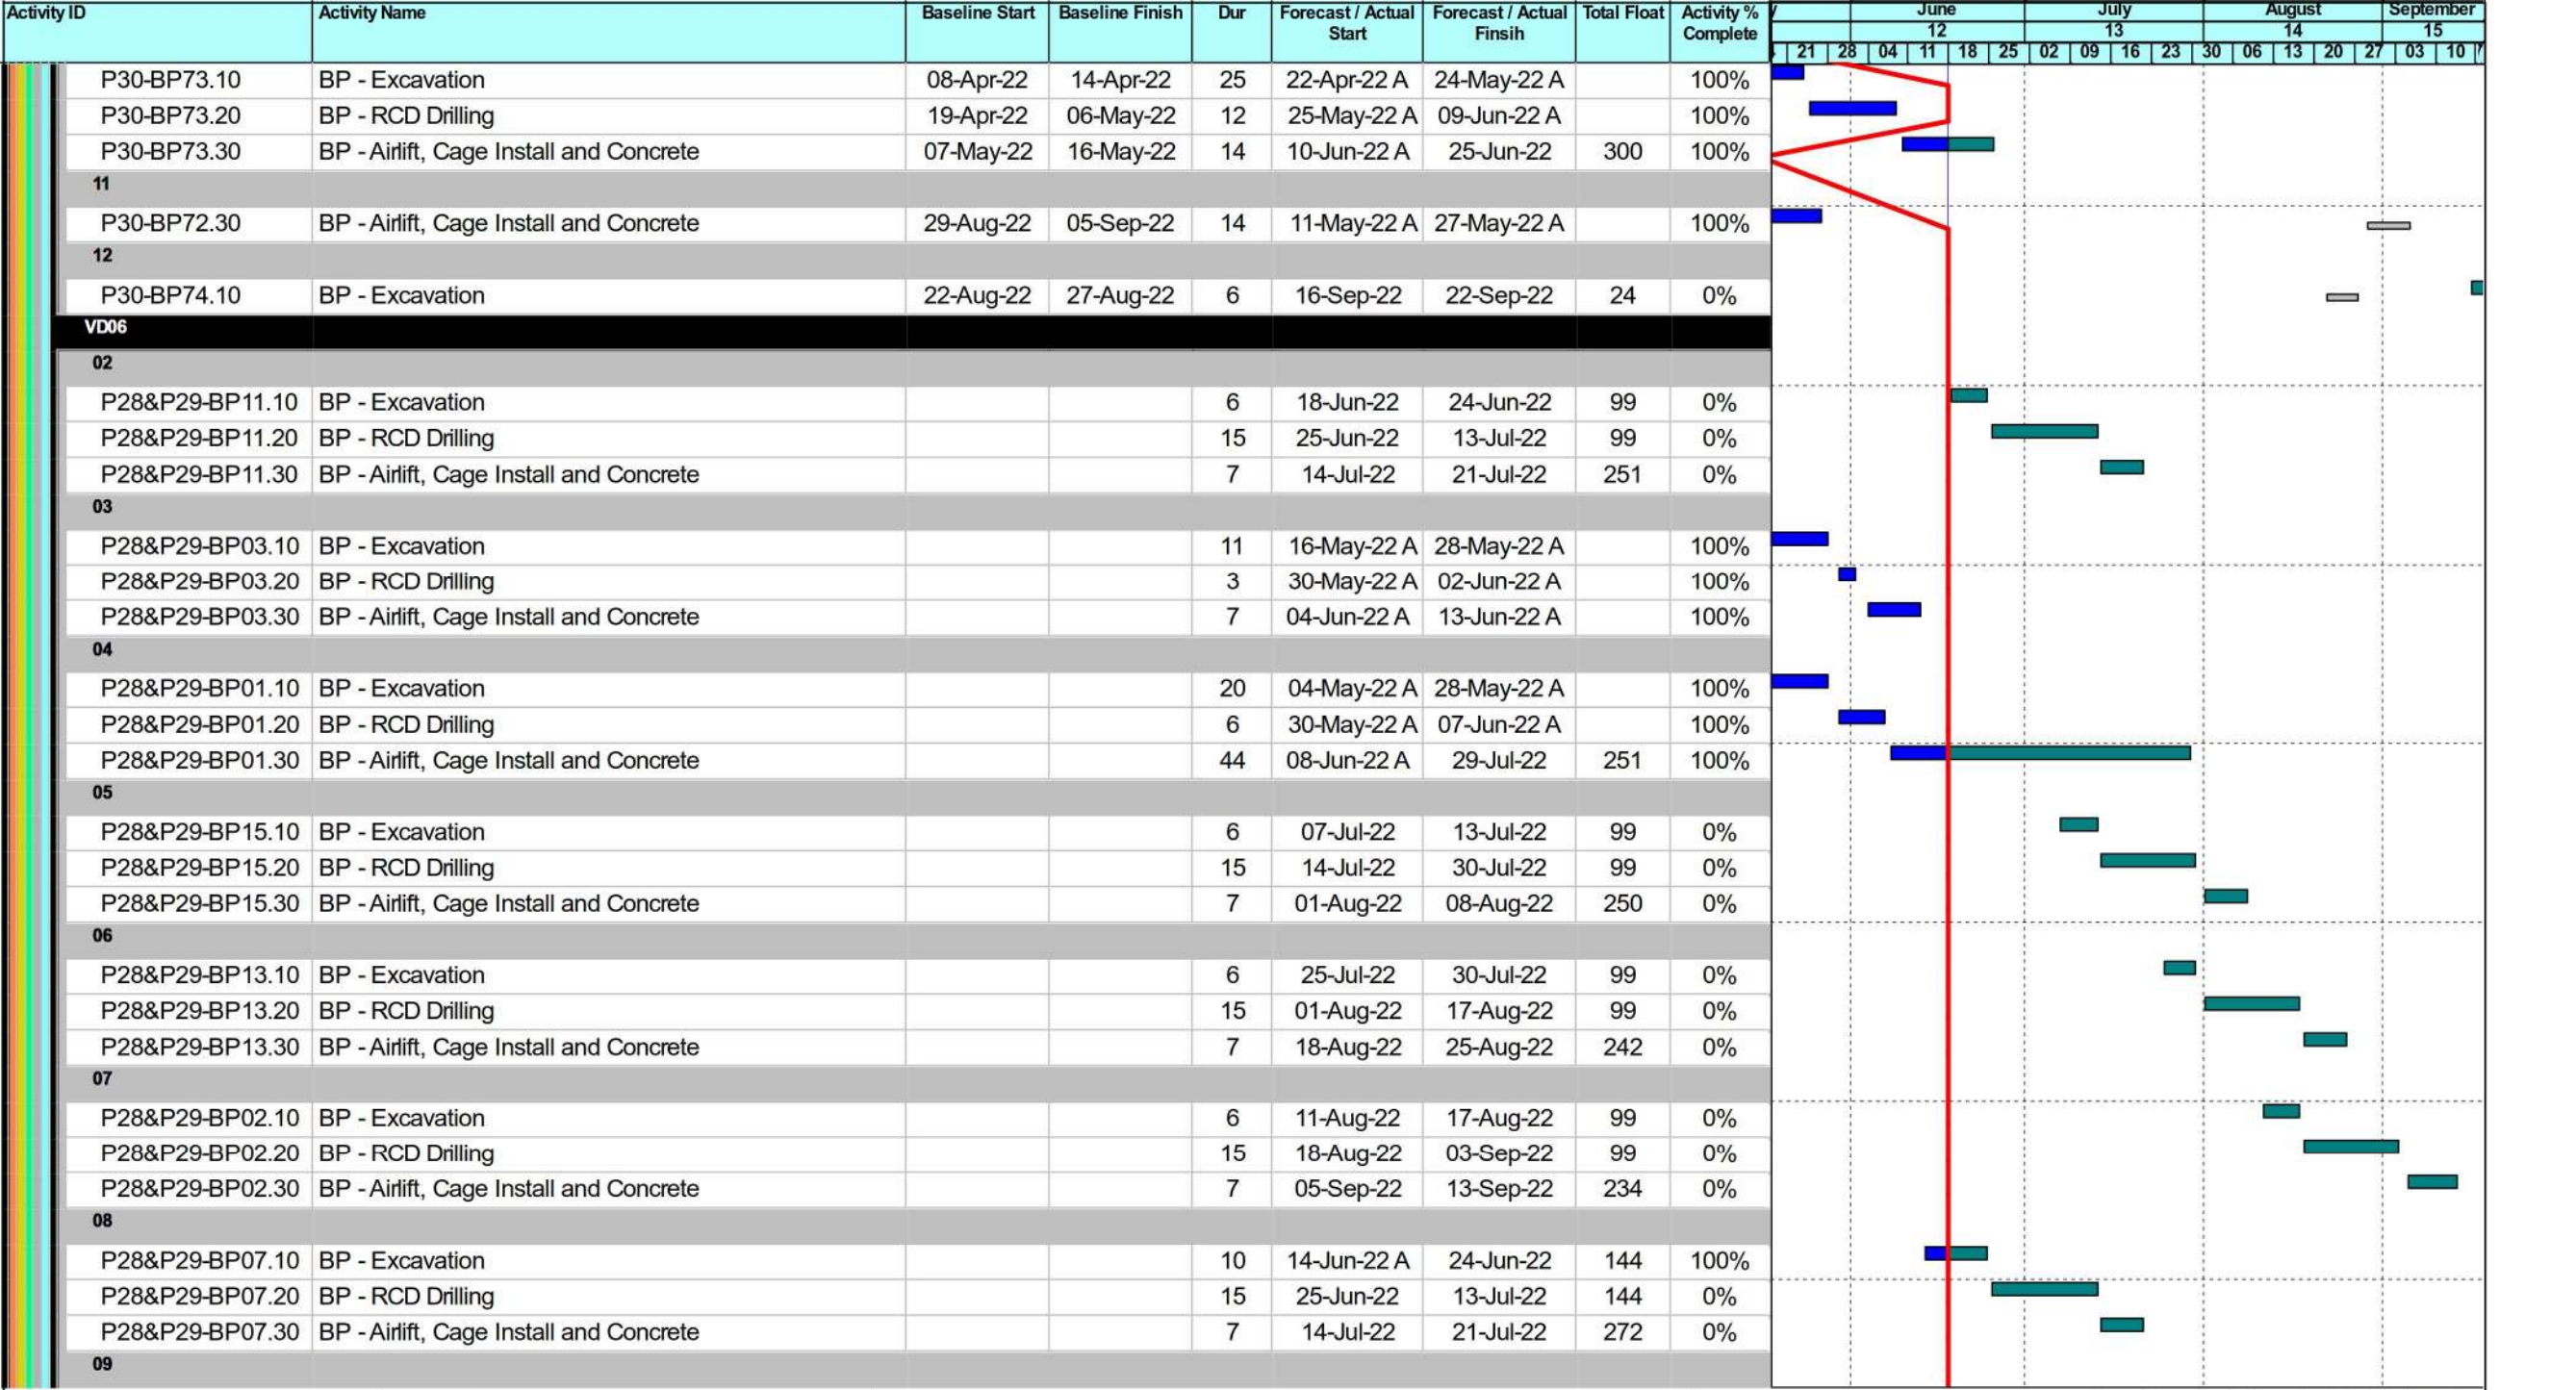 Activity ID Activity Name Baseline Start Baseline Finish Dur Forecast / Actual Start Forecast / Actual Finsih Total Float Activity % Complete
June July August September
12 13 14 15
21 28 04 11 18 25 02 09 16 23 30 06 13 20 27 03 10
P30-BP73.10 BP - Excavation 08-Apr-22 14-Apr-22 25 22-Apr-22 A 24-May-22 A 100%
P30-BP73.20 BP - RCD Drilling 19-Apr-22 06-May-22 12 25-May-22 A 09-Jun-22 A 100%
P30-BP73.30 BP - Airlift, Cage Install and Concrete 07-May-22 16-May-22 14 10-Jun-22 A 25-Jun-22 300 100%
11
P30-BP72.30 BP - Airlift, Cage Install and Concrete 29-Aug-22 05-Sep-22 14 11-May-22 A 27-May-22 A 100%
12
P30-BP74.10 BP - Excavation 22-Aug-22 27-Aug-22 6 16-Sep-22 22-Sep-22 24 0%
VD06
02
P28&P29-BP11.10 BP - Excavation 6 18-Jun-22 24-Jun-22 99 0%
P28&P29-BP11.20 BP - RCD Drilling 15 25-Jun-22 13-Jul-22 99 0%
P28&P29-BP11.30 BP - Airlift, Cage Install and Concrete 7 14-Jul-22 21-Jul-22 251 0%
03
P28&P29-BP03.10 BP - Excavation 11 16-May-22 A 28-May-22 A 100%
P28&P29-BP03.20 BP - RCD Drilling 3 30-May-22 A 02-Jun-22 A 100%
P28&P29-BP03.30 BP - Airlift, Cage Install and Concrete 7 04-Jun-22 A 13-Jun-22 A 100%
04
P28&P29-BP01.10 BP - Excavation 20 04-May-22 A 28-May-22 A 100%
P28&P29-BP01.20 BP - RCD Drilling 6 30-May-22 A 07-Jun-22 A 100%
P28&P29-BP01.30 BP - Airlift, Cage Install and Concrete 44 08-Jun-22 A 29-Jul-22 251 100%
05
P28&P29-BP15.10 BP - Excavation 6 07-Jul-22 13-Jul-22 99 0%
P28&P29-BP15.20 BP - RCD Drilling 15 14-Jul-22 30-Jul-22 99 0%
P28&P29-BP15.30 BP - Airlift, Cage Install and Concrete 7 01-Aug-22 08-Aug-22 250 0%
06
P28&P29-BP13.10 BP - Excavation 6 25-Jul-22 30-Jul-22 99 0%
P28&P29-BP13.20 BP - RCD Drilling 15 01-Aug-22 17-Aug-22 99 0%
P28&P29-BP13.30 BP - Airlift, Cage Install and Concrete 7 18-Aug-22 25-Aug-22 242 0%
07
P28&P29-BP02.10 BP - Excavation 6 11-Aug-22 17-Aug-22 99 0%
P28&P29-BP02.20 BP - RCD Drilling 15 18-Aug-22 03-Sep-22 99 0%
P28&P29-BP02.30 BP - Airlift, Cage Install and Concrete 7 05-Sep-22 13-Sep-22 234 0%
08
P28&P29-BP07.10 BP - Excavation 10 14-Jun-22 A 24-Jun-22 144 100%
P28&P29-BP07.20 BP - RCD Drilling 15 25-Jun-22 13-Jul-22 144 0%
P28&P29-BP07.30 BP - Airlift, Cage Install and Concrete 7 14-Jul-22 21-Jul-22 272 0%
09